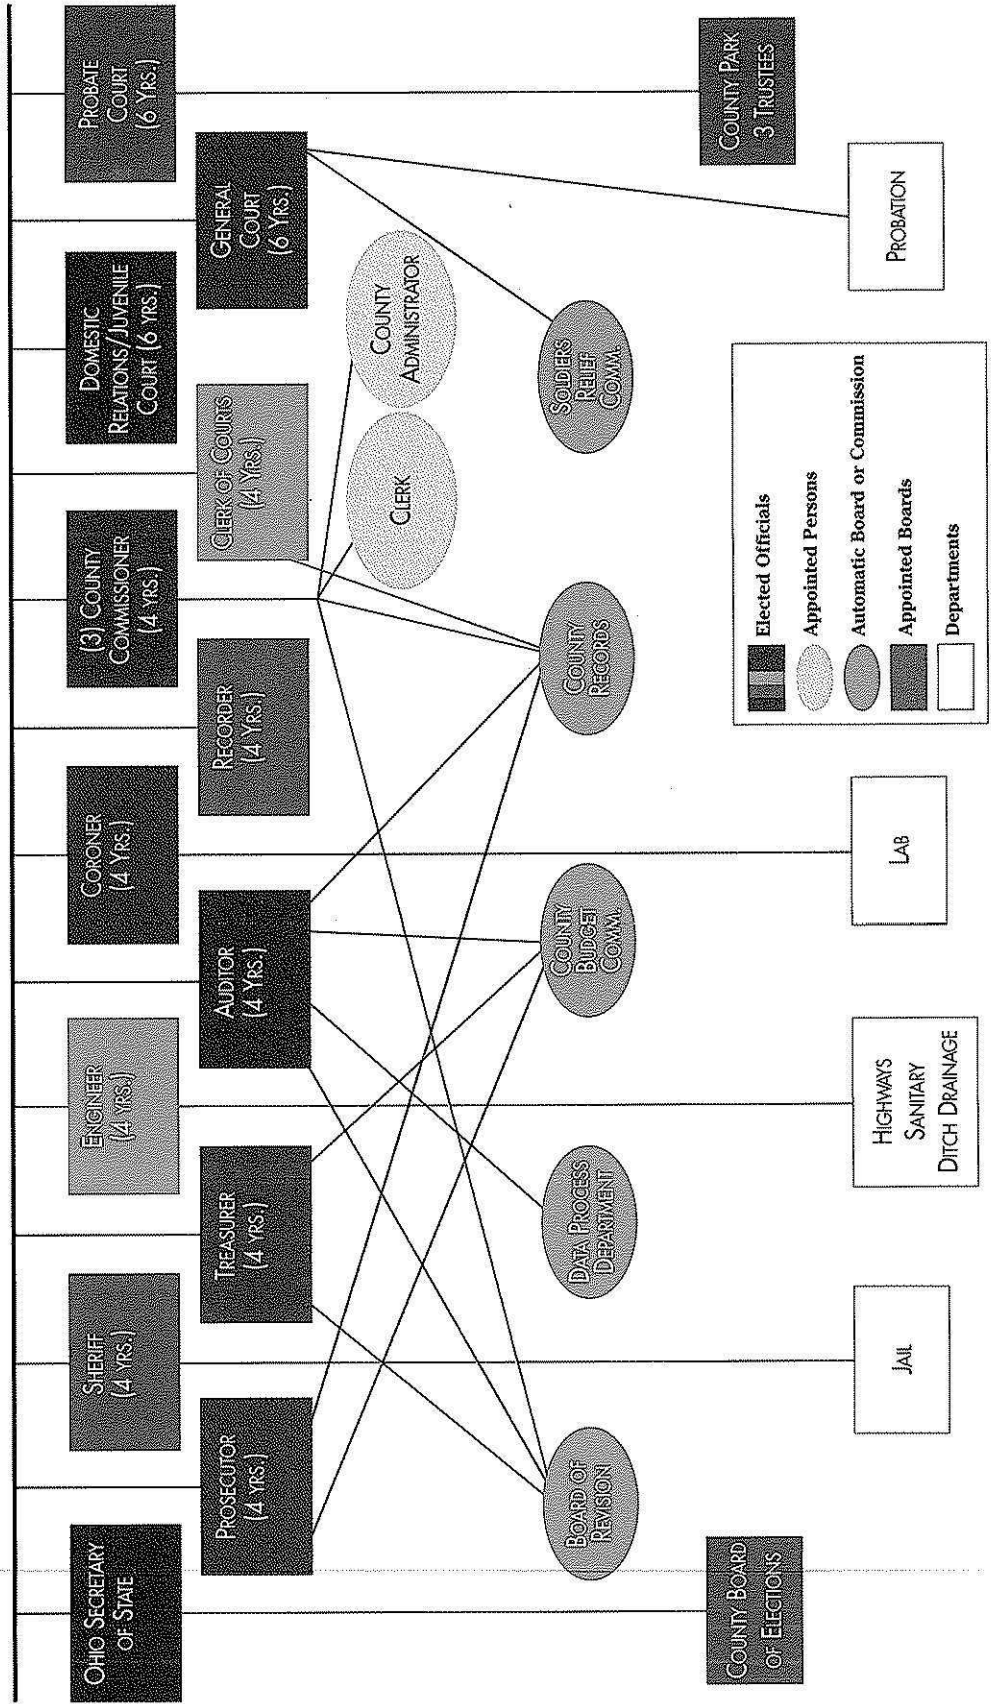 OHIO SECRETARY
OF STATE
SHERIFF
(4 YRS.)
ENGINEER
(4 YRS.)
CORONER
(4 YRS.)
(3) COUNTY
COMMISSIONER
(4 YRS.)
DOMESTIC
RELATIONS/JUVENILE
COURT (6 YRS.)
PROBATE
COURT
(6 YRS.)
PROSECUTOR
(4 YRS.)
TREASURER
(4 YRS.)
AUDITOR
(4 YRS.)
RECORDER
(4 YRS.)
CLERK OF COURTS
(4 YRS.)
GENERAL
COURT
(6 YRS.)
CLERK
COUNTY
ADMINISTRATOR
BOARD OF
REVISION
DATA PROCESS
DEPARTMENT
COUNTY
BUDGET
COMM.
COUNTY
RECORDS
SOLDIERS
RELIEF
COMM.
COUNTY BOARD
OF ELECTIONS
COUNTY PARK
3 TRUSTEES
JAIL
HIGHWAYS
SANITARY
DITCH DRAINAGE
LAB
PROBATION
Elected Officials
Appointed Persons
Automatic Board or Commission
Appointed Boards
Departments